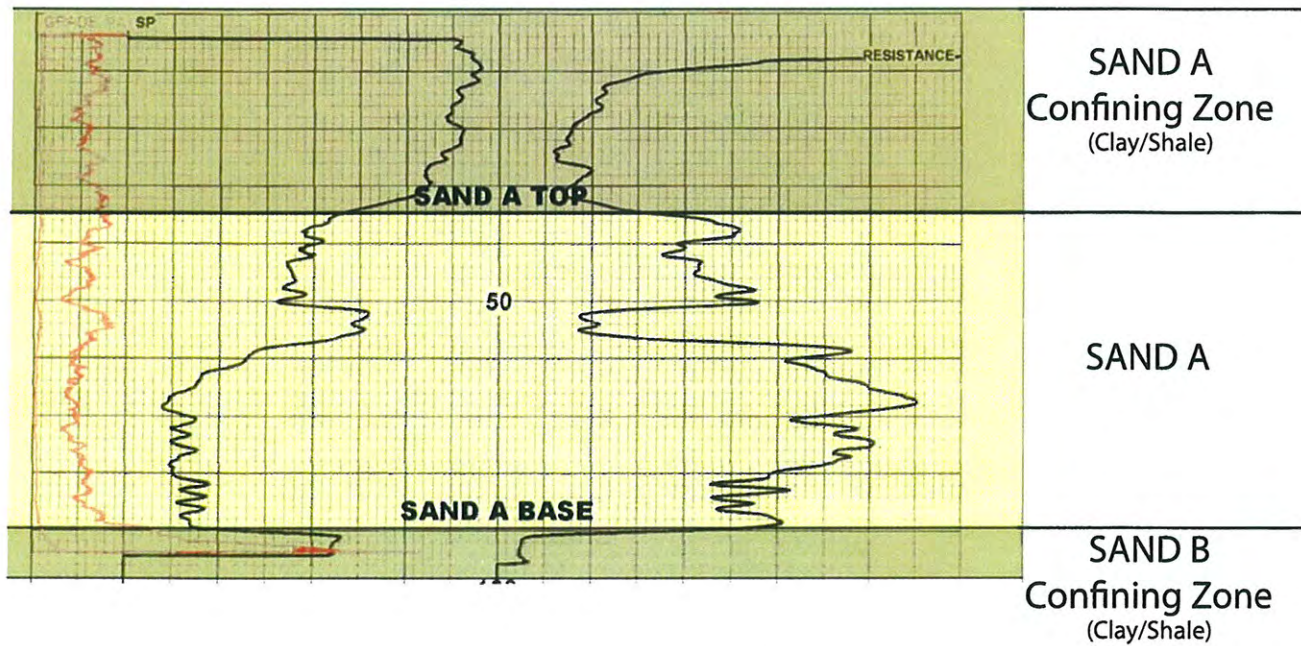 SP
RESISTANCE
SAND A
Confining Zone
(Clay/Shale)
SAND A TOP
50
SAND A
SAND A BASE
SAND B
Confining Zone
(Clay/Shale)